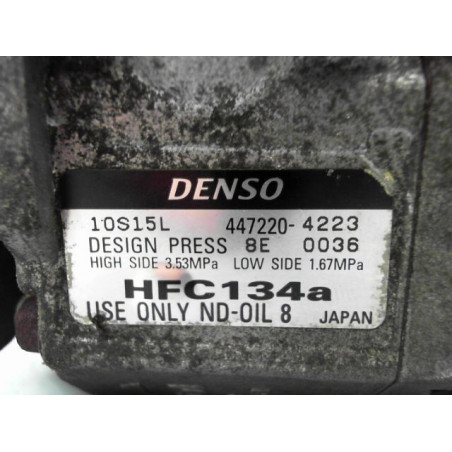 DENSO
10S15L 447220-4223
DESIGN PRESS 8E 0036
HIGH SIDE 3.53MPa LOW SIDE 1.67MPa
HFC134a
USE ONLY ND-OIL 8 JAPAN